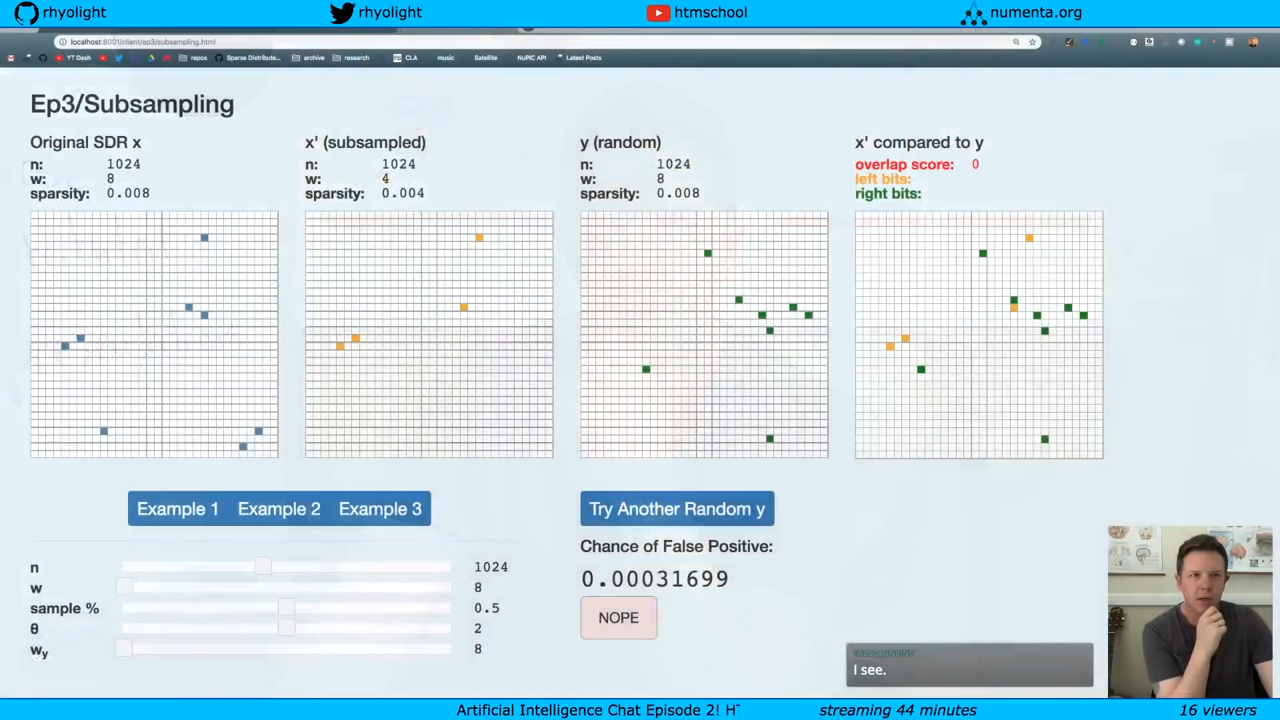 rhyolight
rhyolight
htmschool
numenta.org
localhost:8001/client/ep3/subsampling.html
YT Dash
repos
Sparse Distribute...
archive
research
CLA
music
Satellite
NuPIC API
Latest Posts
Ep3/Subsampling
Original SDR x
n: 1024
w: 8
sparsity: 0.008
x' (subsampled)
n: 1024
w: 4
sparsity: 0.004
y (random)
n: 1024
w: 8
sparsity: 0.008
x' compared to y
overlap score: 0
left bits:
right bits:
Example 1
Example 2
Example 3
Try Another Random y
n 1024
w 8
sample % 0.5
θ 2
wy 8
Chance of False Positive:
0.00031699
NOPE
I see.
Artificial Intelligence Chat Episode 2! H
streaming 44 minutes
16 viewers